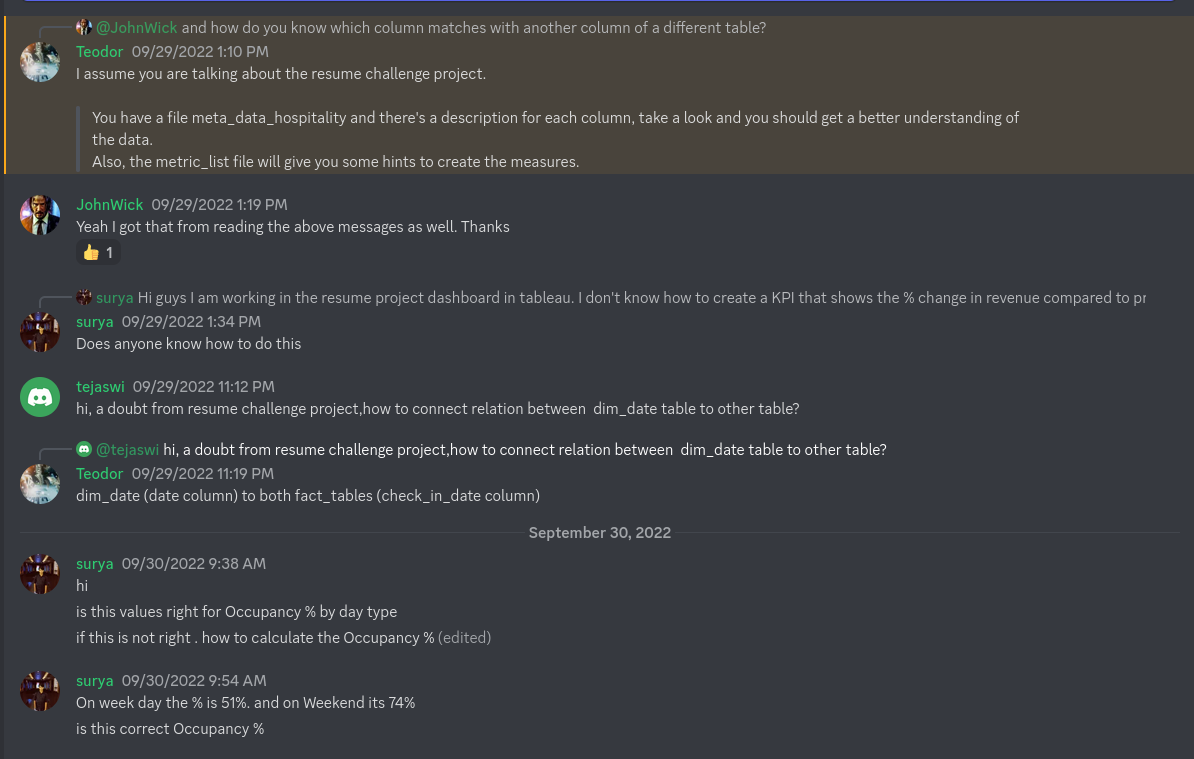 @JohnWick and how do you know which column matches with another column of a different table?
Teodor 09/29/2022 1:10 PM
I assume you are talking about the resume challenge project.
You have a file meta_data_hospitality and there's a description for each column, take a look and you should get a better understanding of
the data.
Also, the metric_list file will give you some hints to create the measures.
JohnWick 09/29/2022 1:19 PM
Yeah I got that from reading the above messages as well. Thanks
👍 1
surya Hi guys I am working in the resume project dashboard in tableau. I don't know how to create a KPI that shows the % change in revenue compared to pr
surya 09/29/2022 1:34 PM
Does anyone know how to do this
tejaswi 09/29/2022 11:12 PM
hi, a doubt from resume challenge project,how to connect relation between  dim_date table to other table?
@tejaswi hi, a doubt from resume challenge project,how to connect relation between  dim_date table to other table?
Teodor 09/29/2022 11:19 PM
dim_date (date column) to both fact_tables (check_in_date column)
September 30, 2022
surya 09/30/2022 9:38 AM
hi
is this values right for Occupancy % by day type
if this is not right . how to calculate the Occupancy % (edited)
surya 09/30/2022 9:54 AM
On week day the % is 51%. and on Weekend its 74%
is this correct Occupancy %